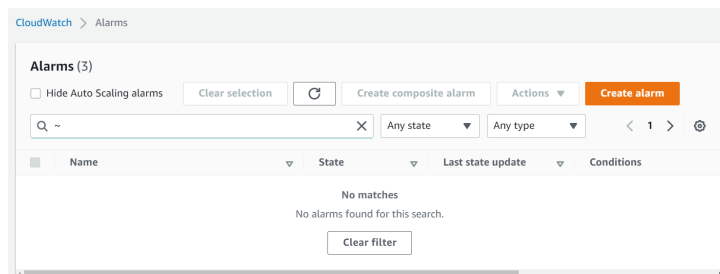 CloudWatch > Alarms
Alarms (3)
Hide Auto Scaling alarms Clear selection Create composite alarm Actions Create alarm
~ Any state Any type 1
Name State Last state update Conditions
No matches
No alarms found for this search.
Clear filter